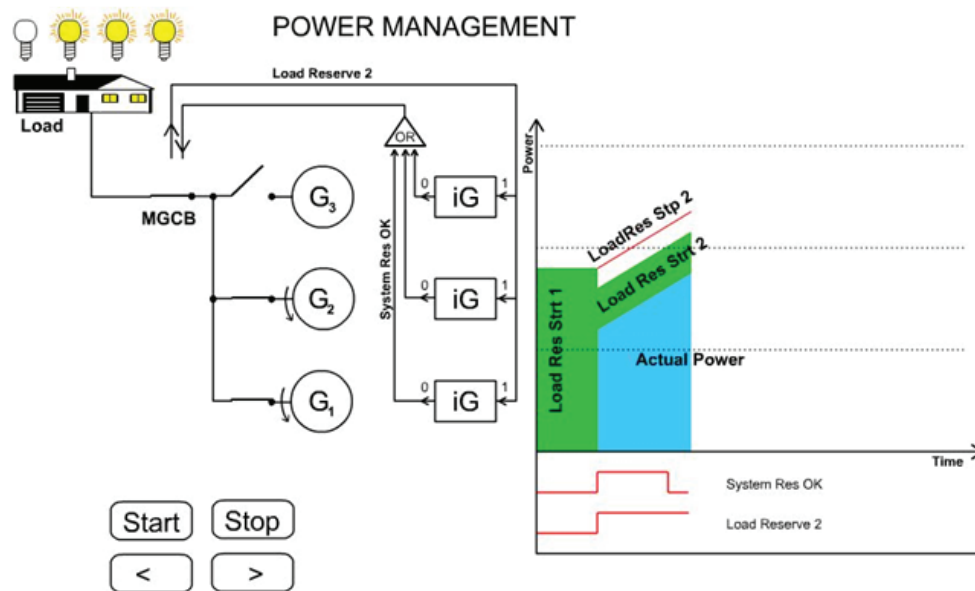 POWER MANAGEMENT
Load Reserve 2
Load
OR
System Res OK
0
iG
1
G3
MGCB
0
iG
1
G2
0
iG
1
G1
Power
LoadRes Stp 2
Load Res Strt 2
Load Res Strt 1
Actual Power
Time
System Res OK
Load Reserve 2
Start
Stop
<
>